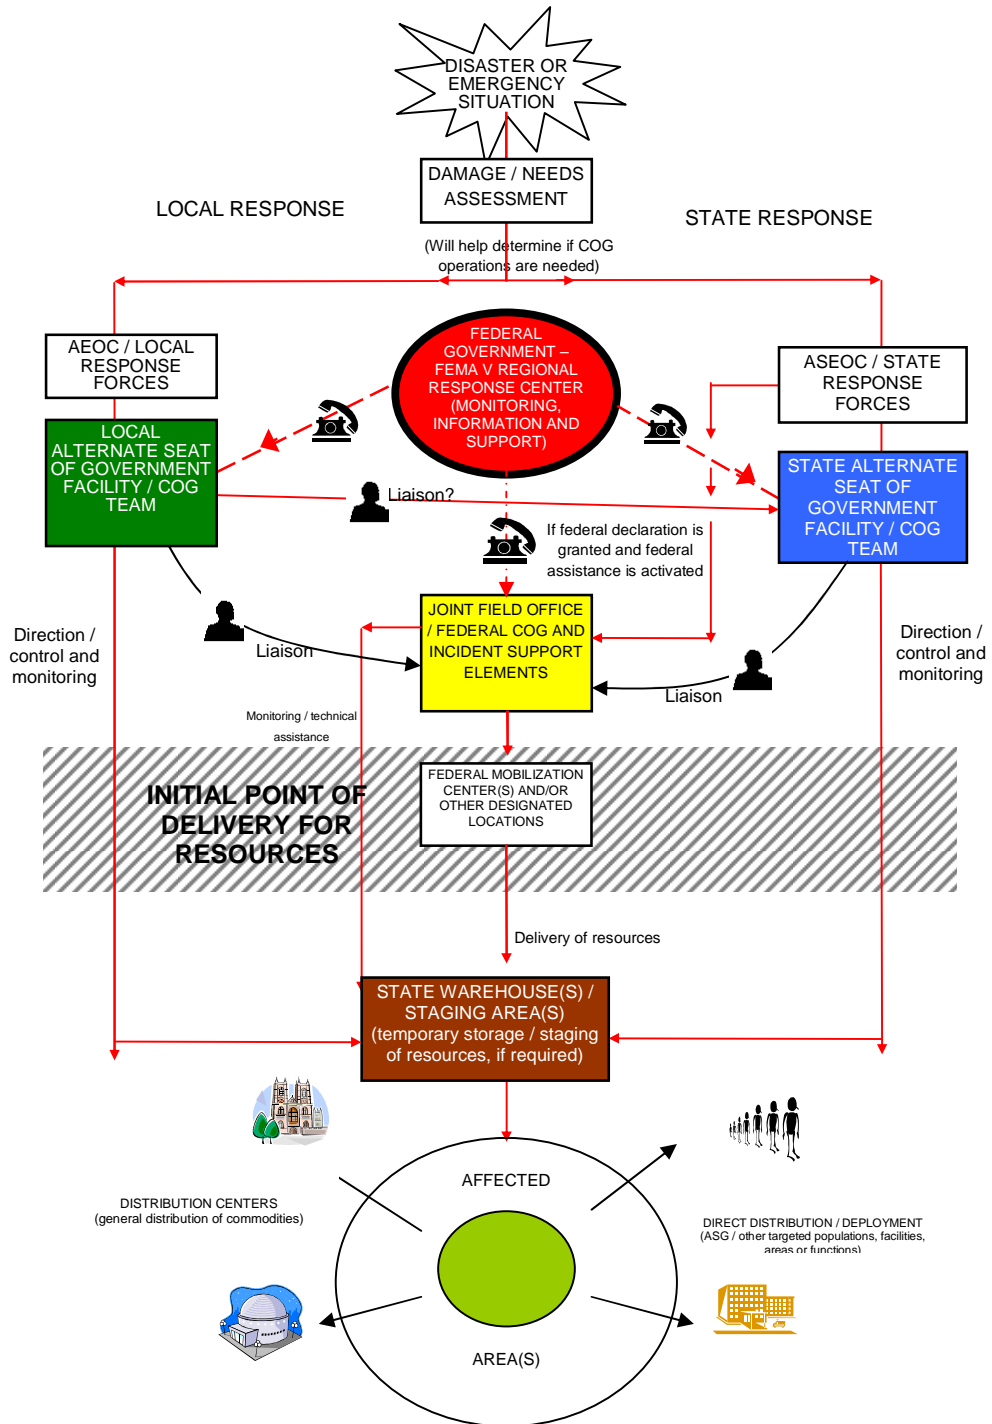 DISASTER OR
EMERGENCY
SITUATION
DAMAGE / NEEDS
ASSESSMENT
LOCAL RESPONSE
STATE RESPONSE
(Will help determine if COG
operations are needed)
AEOC / LOCAL
RESPONSE
FORCES
FEDERAL
GOVERNMENT –
FEMA V REGIONAL
RESPONSE CENTER
(MONITORING,
INFORMATION AND
SUPPORT)
ASEOC / STATE
RESPONSE
FORCES
LOCAL
ALTERNATE SEAT
OF GOVERNMENT
FACILITY / COG
TEAM
STATE ALTERNATE
SEAT OF
GOVERNMENT
FACILITY / COG
TEAM
Liaison?
If federal declaration is
granted and federal
assistance is activated
JOINT FIELD OFFICE
/ FEDERAL COG AND
INCIDENT SUPPORT
ELEMENTS
Direction /
control and
monitoring
Liaison
Liaison
Direction /
control and
monitoring
Monitoring / technical
assistance
INITIAL POINT OF
DELIVERY FOR
RESOURCES
FEDERAL MOBILIZATION
CENTER(S) AND/OR
OTHER DESIGNATED
LOCATIONS
Delivery of resources
STATE WAREHOUSE(S) /
STAGING AREA(S)
(temporary storage / staging
of resources, if required)
AFFECTED
DISTRIBUTION CENTERS
(general distribution of commodities)
DIRECT DISTRIBUTION / DEPLOYMENT
(ASG / other targeted populations, facilities,
areas or functions)
AREA(S)